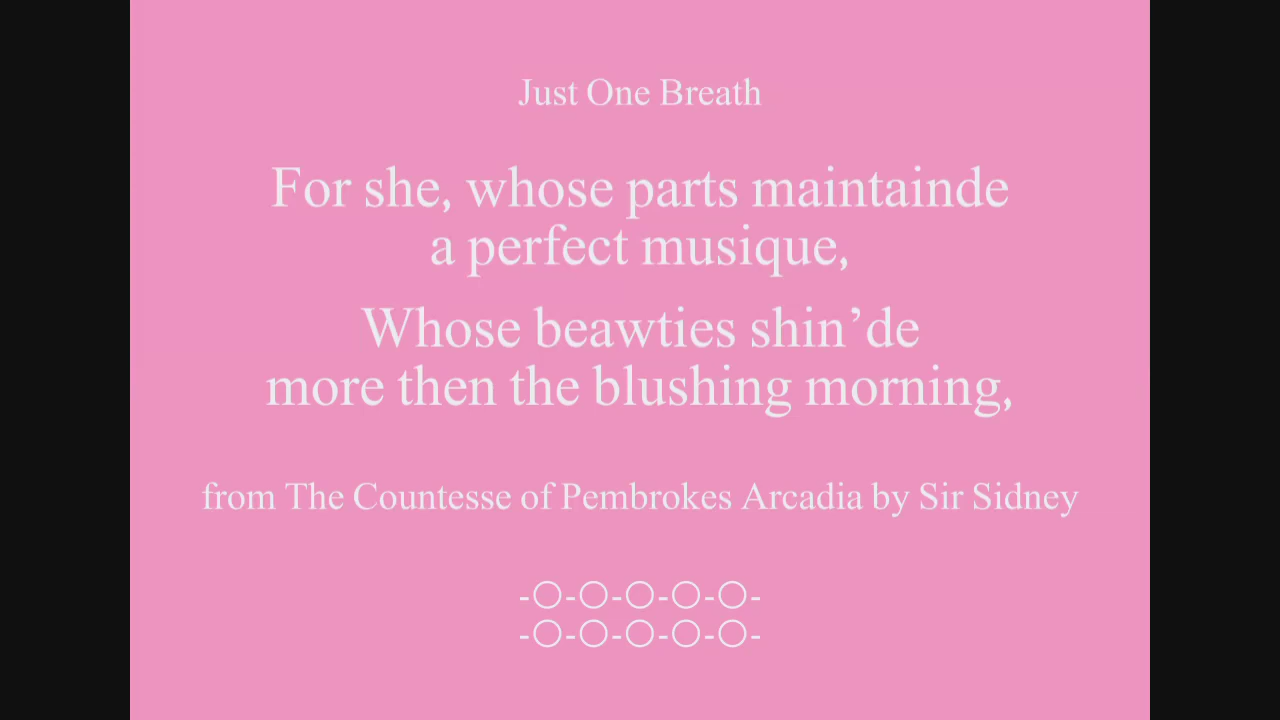 Just One Breath
For she, whose parts maintainde
a perfect musique,
Whose beawties shin’de
more then the blushing morning,
from The Countesse of Pembrokes Arcadia by Sir Sidney
-○-○-○-○-○-
-○-○-○-○-○-